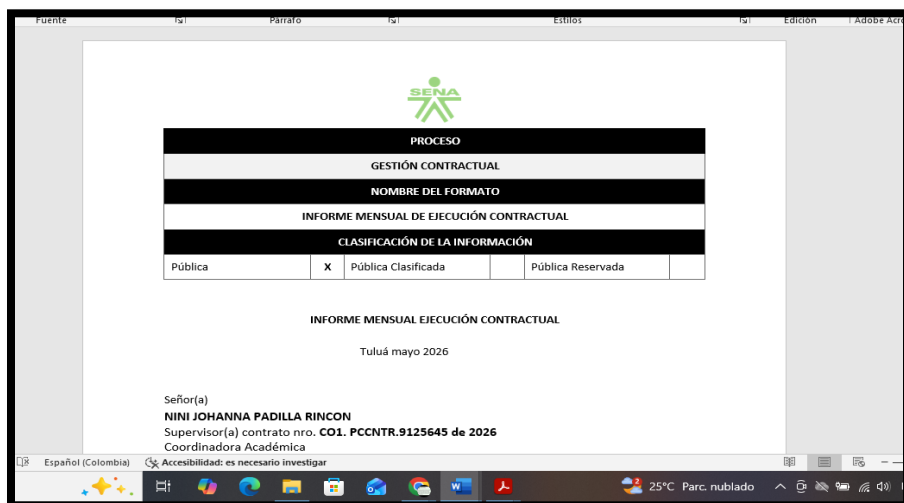 Fuente Párrafo Estilos Edición Adobe Acro
SENA
PROCESO
GESTIÓN CONTRACTUAL
NOMBRE DEL FORMATO
INFORME MENSUAL DE EJECUCIÓN CONTRACTUAL
CLASIFICACIÓN DE LA INFORMACIÓN
Pública X Pública Clasificada Pública Reservada
INFORME MENSUAL EJECUCIÓN CONTRACTUAL
Tuluá mayo 2026
Señor(a)
NINI JOHANNA PADILLA RINCON
Supervisor(a) contrato nro. CO1. PCCNTR.9125645 de 2026
Coordinadora Académica
Español (Colombia) Accesibilidad: es necesario investigar
25°C Parc. nublado